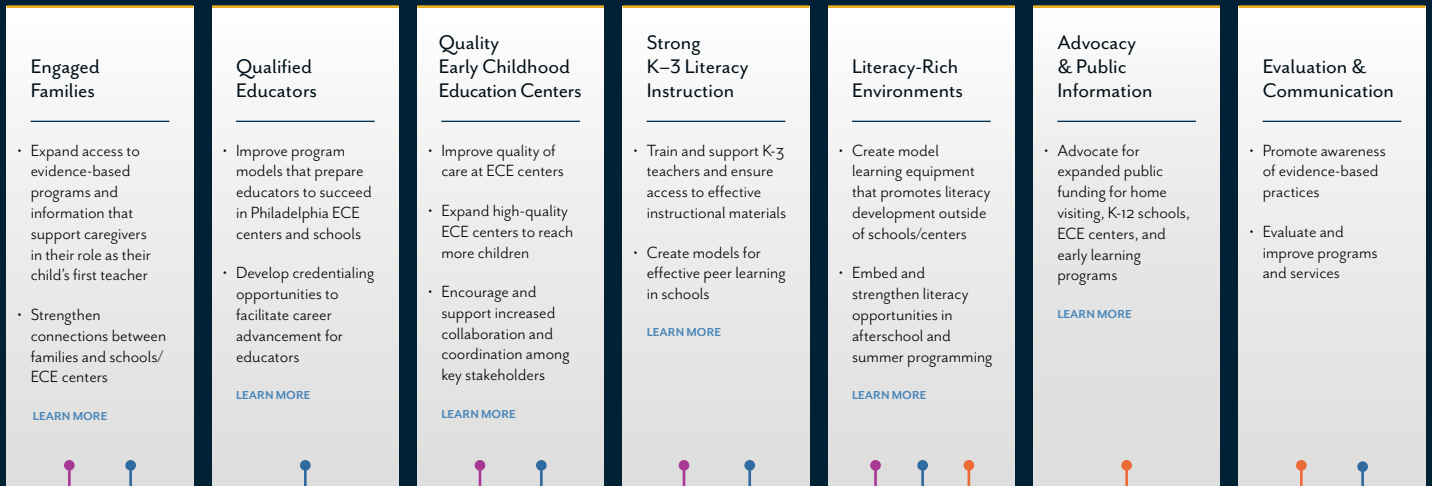 Engaged
Families
• Expand access to
evidence-based
programs and
information that
support caregivers
in their role as their
child's first teacher
• Strengthen
connections between
families and schools/
ECE centers
LEARN MORE
Qualified
Educators
• Improve program
models that prepare
educators to succeed
in Philadelphia ECE
centers and schools
• Develop credentialing
opportunities to
facilitate career
advancement for
educators
LEARN MORE
Quality
Early Childhood
Education Centers
• Improve quality of
care at ECE centers
• Expand high-quality
ECE centers to reach
more children
• Encourage and
support increased
collaboration and
coordination among
key stakeholders
LEARN MORE
Strong
K–3 Literacy
Instruction
• Train and support K-3
teachers and ensure
access to effective
instructional materials
• Create models for
effective peer learning
in schools
LEARN MORE
Literacy-Rich
Environments
• Create model
learning equipment
that promotes literacy
development outside
of schools/centers
• Embed and
strengthen literacy
opportunities in
afterschool and
summer programming
LEARN MORE
Advocacy
& Public
Information
• Advocate for
expanded public
funding for home
visiting, K-12 schools,
ECE centers, and
early learning
programs
LEARN MORE
Evaluation &
Communication
• Promote awareness
of evidence-based
practices
• Evaluate and
improve programs
and services